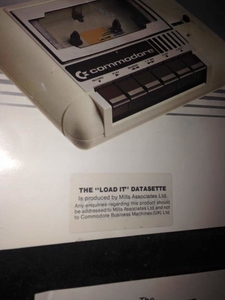 commodore
THE "LOAD IT" DATASETTE
Is produced by Mills Associates Ltd.
Any enquiries regarding this product should
be addressed to Mills Associates Ltd and not
to Commodore Business Machines (UK) Ltd